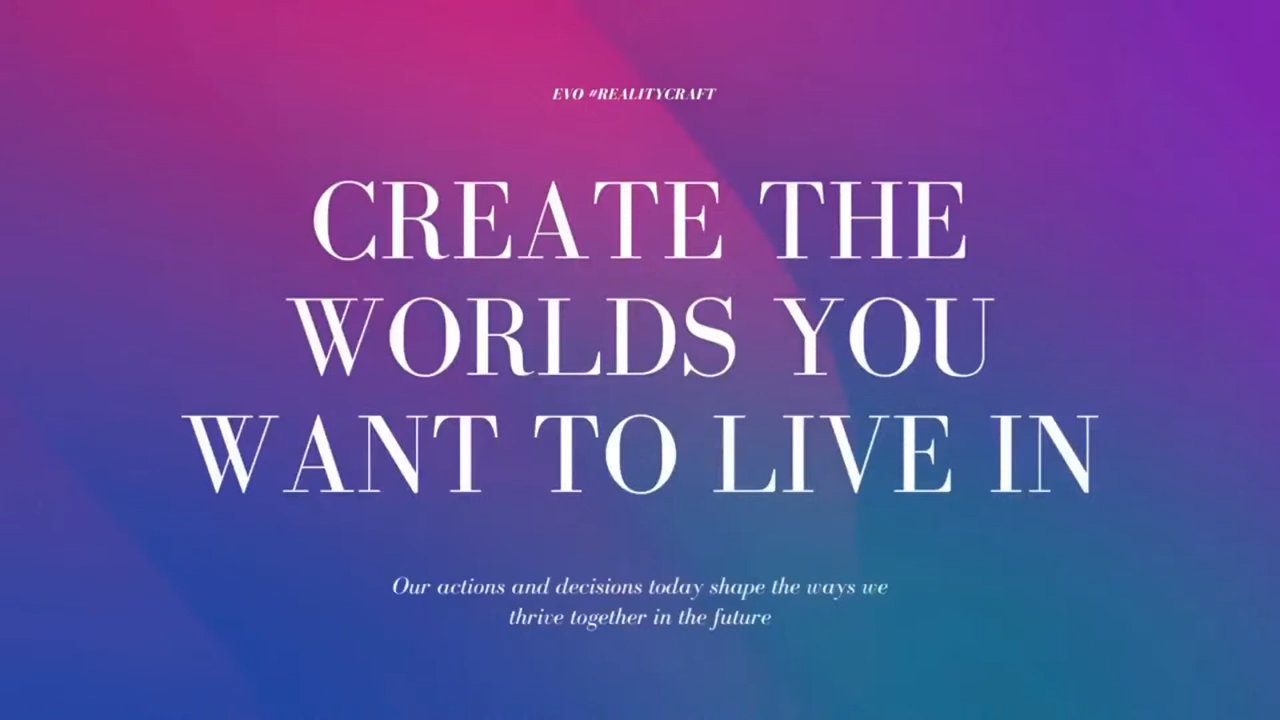 EVO #REALITYCRAFT
CREATE THE
WORLDS YOU
WANT TO LIVE IN
Our actions and decisions today shape the ways we
thrive together in the future